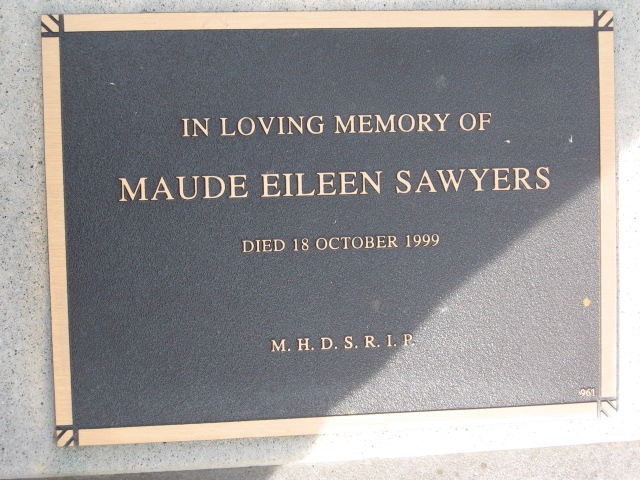 IN LOVING MEMORY OF
MAUDE EILEEN SAWYERS
DIED 18 OCTOBER 1999
M. H. D. S. R. I. P.
961